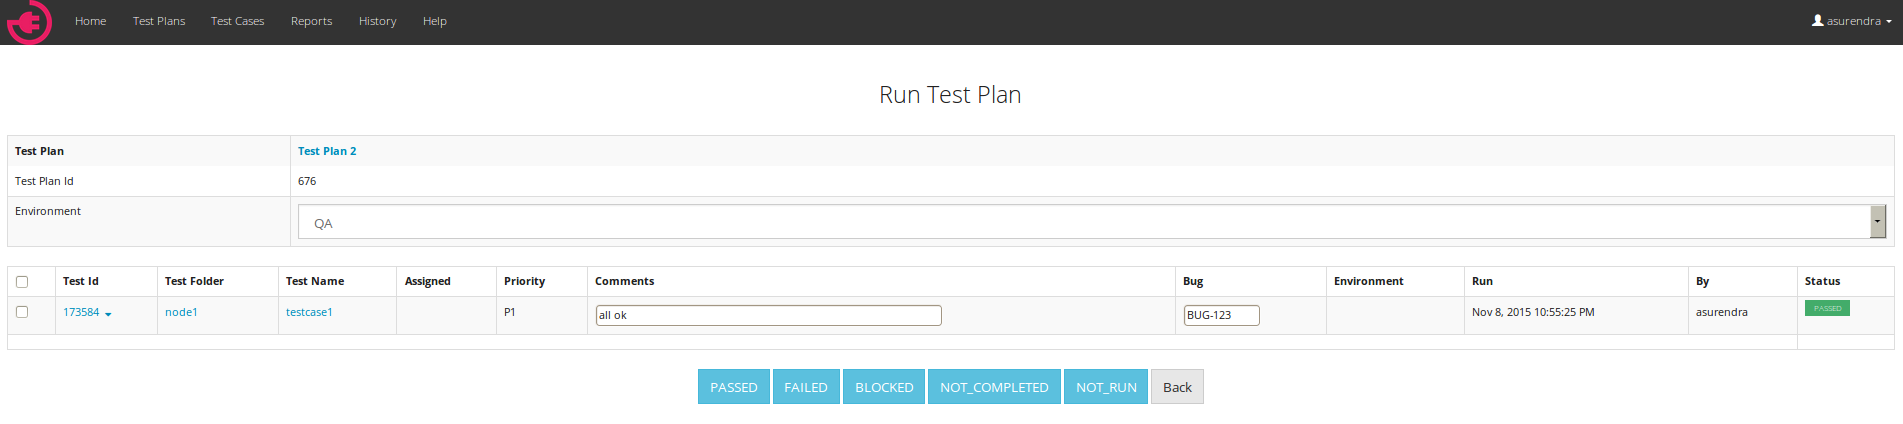 Home Test Plans Test Cases Reports History Help asurendra
Run Test Plan
Test Plan Test Plan 2
Test Plan Id 676
Environment QA
Test Id Test Folder Test Name Assigned Priority Comments Bug Environment Run By Status
173584 node1 testcase1 P1 all ok BUG-123 Nov 8, 2015 10:55:25 PM asurendra PASSED
PASSED FAILED BLOCKED NOT_COMPLETED NOT_RUN Back